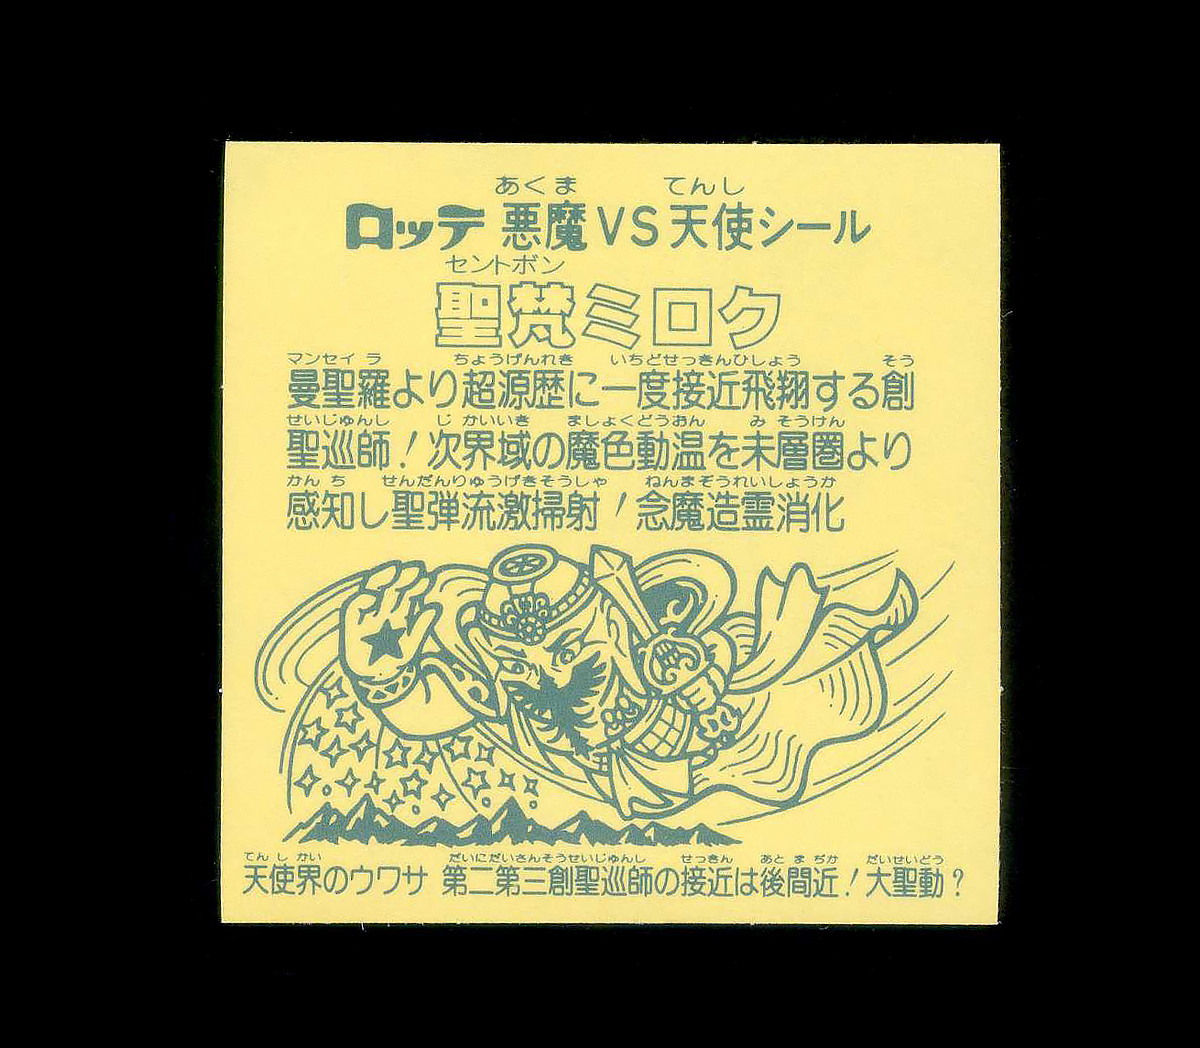 あくま てんし
ロッテ 悪魔VS天使シール
セントボン
聖梵ミロク
マンセイラ ちょうげんれき いちどせっきんひしょう そう
曼聖羅より超源歴に一度接近飛翔する創
せいじゅんし じかいいき ましょくどうおん みそうけん
聖巡師!次界域の魔色動温を未層圏より
かんち せんだんりゅうげきそうしゃ ねんまぞうれいしょうか
感知し聖弾流激掃射!念魔造霊消化
てんしかい だいにだいさんそうせいじゅんし せっきん あとまぢか だいせいどう
天使界のウワサ 第二第三創聖巡師の接近は後間近!大聖動?